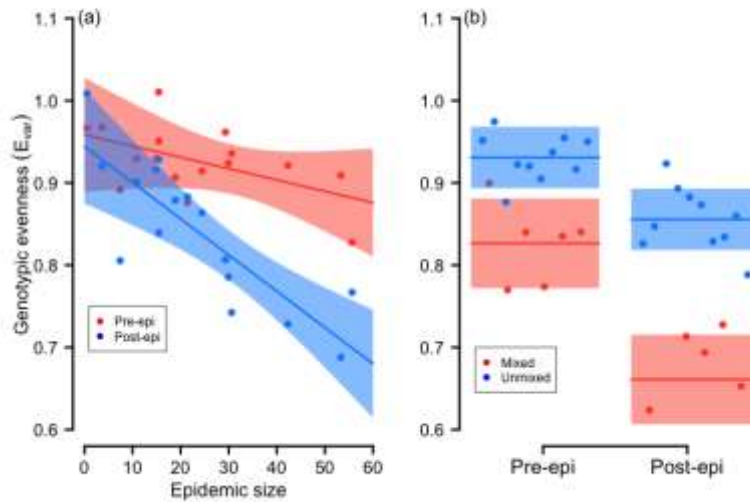 (a)
1.1
1.0
0.9
0.8
0.7
0.6
Genotypic evenness (Evar)
Pre-epi
Post-epi
0 10 20 30 40 50 60
Epidemic size
(b)
1.1
1.0
0.9
0.8
0.7
0.6
Mixed
Unmixed
Pre-epi Post-epi